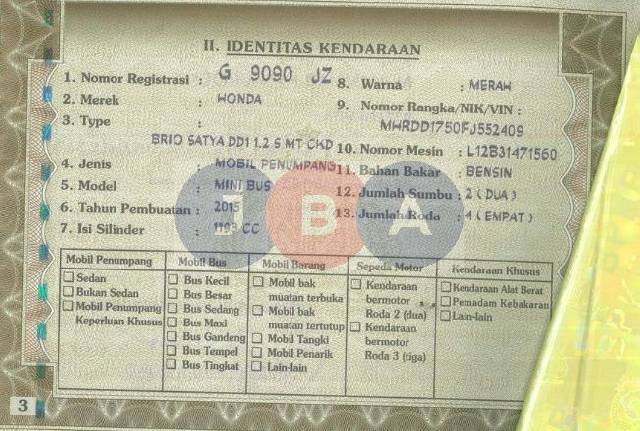 II. IDENTITAS KENDARAAN
1. Nomor Registrasi : G 9090 JZ
2. Merek : HONDA
3. Type :
BRIO SATYA DD1 1.2 S MT CKD
4. Jenis : MOBIL PENUMPANG
5. Model : MINI BUS
6. Tahun Pembuatan : 2015
7. Isi Silinder : 1193 CC
8. Warna : MERAH
9. Nomor Rangka/NIK/VIN :
MHRDD1750FJ552409
10. Nomor Mesin : L12B31471560
11. Bahan Bakar : BENSIN
12. Jumlah Sumbu : 2 ( DUA )
13. Jumlah Roda : 4 ( EMPAT )
IBA
Mobil Penumpang
Sedan
Bukan Sedan
Mobil Penumpang
Keperluan Khusus
Mobil Bus
Bus Kecil
Bus Besar
Bus Sedang
Bus Maxi
Bus Gandeng
Bus Tempel
Bus Tingkat
Mobil Barang
Mobil bak
muatan terbuka
Mobil bak
muatan tertutup
Mobil Tangki
Mobil Penarik
Lain-lain
Sepeda Motor
Kendaraan
bermotor
Roda 2 (dua)
Kendaraan
bermotor
Roda 3 (tiga)
Kendaraan Khusus
Kendaraan Alat Berat
Pemadam Kebakaran
Lain-lain
3